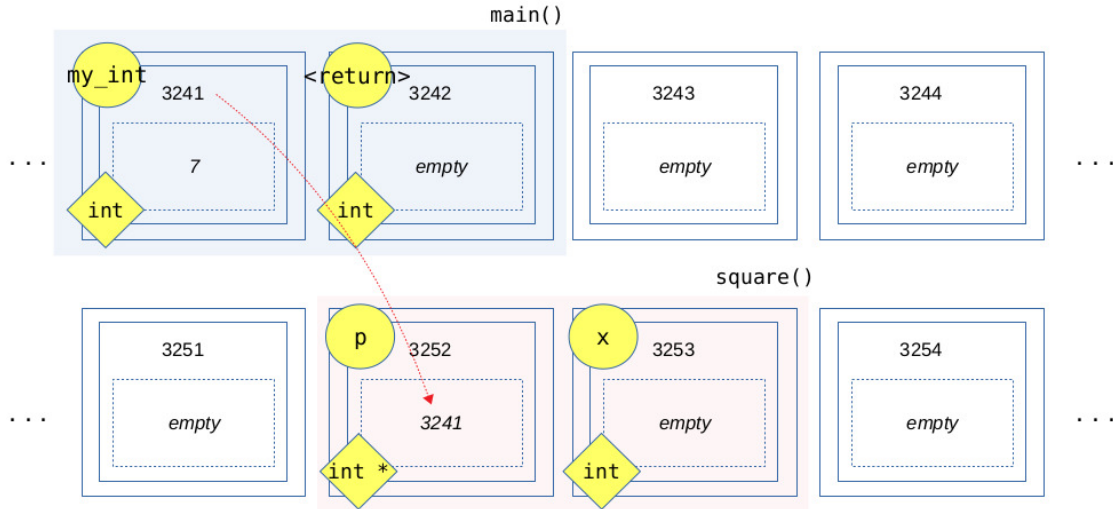 main()
my_int <return>
3241 3242 3243 3244
... 7 empty empty empty ...
int int
square()
p x
3251 3252 3253 3254
... empty 3241 empty empty ...
int * int